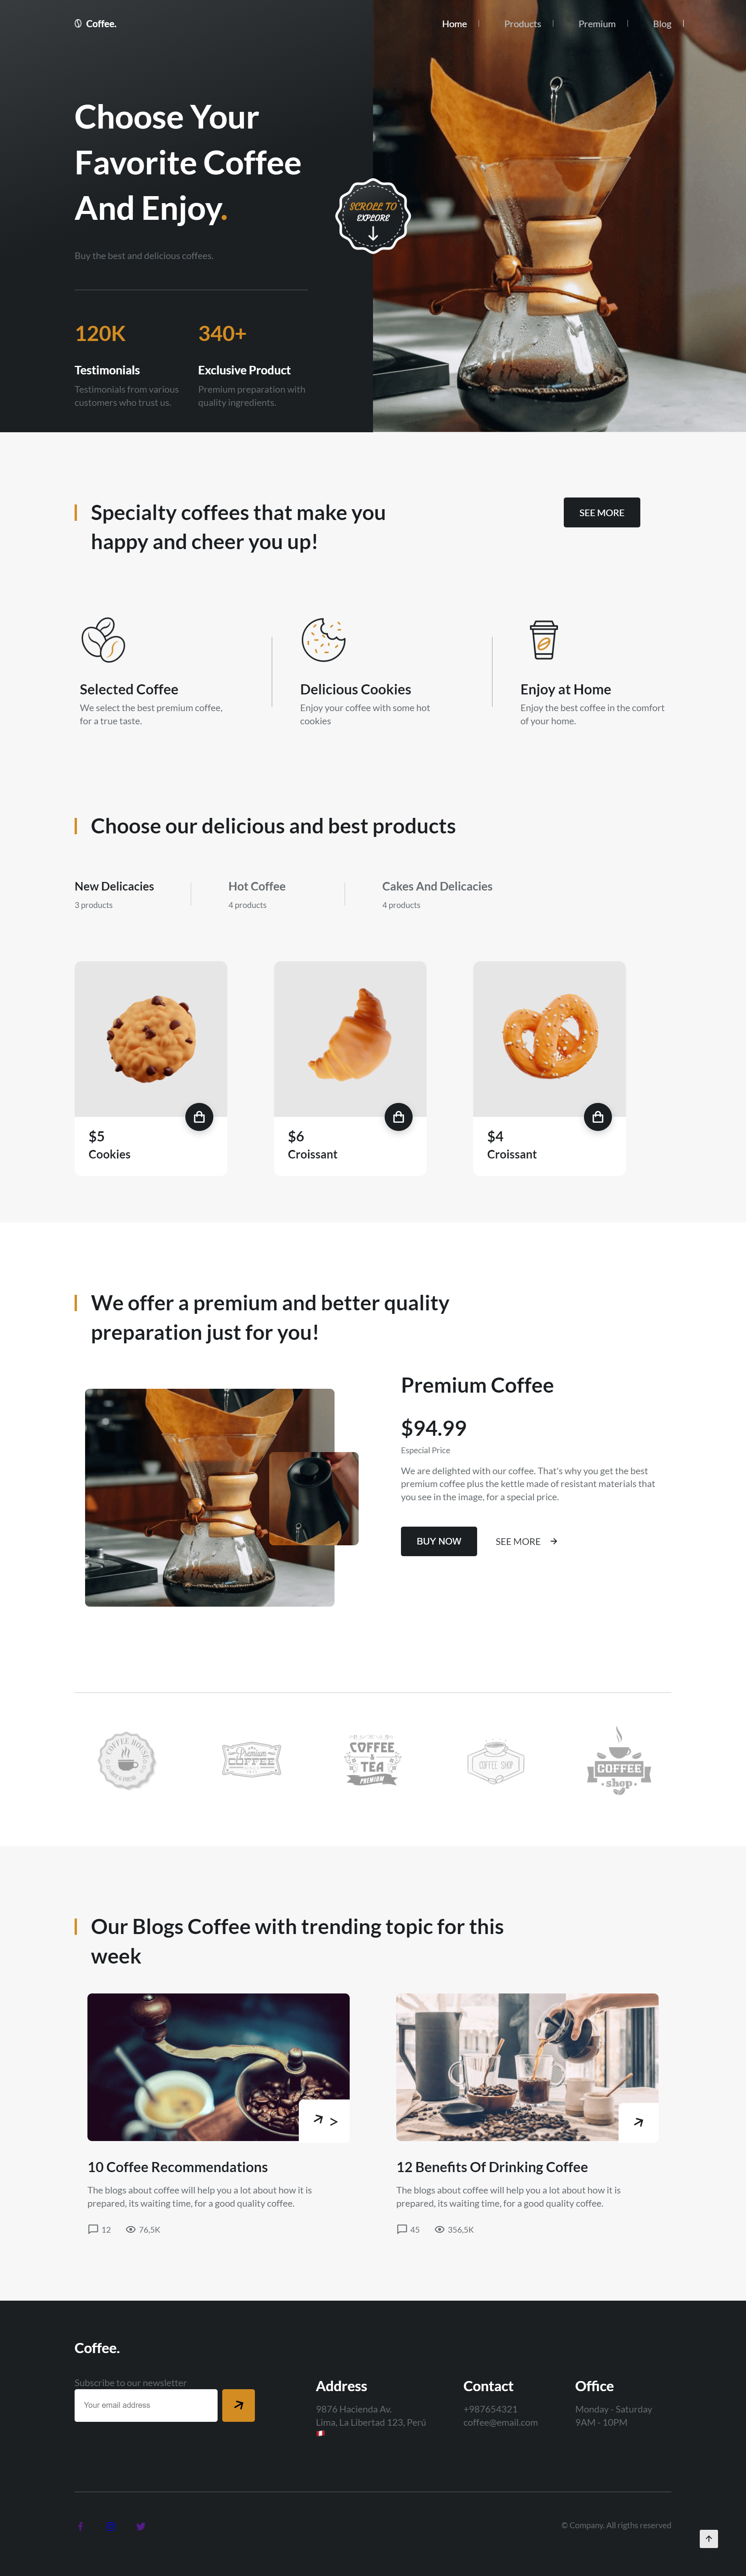 Coffee.
Home
Products
Premium
Blog
Choose Your
Favorite Coffee
And Enjoy.
SCROLL TO
EXPLORE
Buy the best and delicious coffees.
120K
Testimonials
Testimonials from various
customers who trust us.
340+
Exclusive Product
Premium preparation with
quality ingredients.
Specialty coffees that make you
happy and cheer you up!
SEE MORE
Selected Coffee
We select the best premium coffee,
for a true taste.
Delicious Cookies
Enjoy your coffee with some hot
cookies
Enjoy at Home
Enjoy the best coffee in the comfort
of your home.
Choose our delicious and best products
New Delicacies
3 products
Hot Coffee
4 products
Cakes And Delicacies
4 products
$5
Cookies
$6
Croissant
$4
Croissant
We offer a premium and better quality
preparation just for you!
Premium Coffee
$94.99
Especial Price
We are delighted with our coffee. That's why you get the best
premium coffee plus the kettle made of resistant materials that
you see in the image, for a special price.
BUY NOW
SEE MORE
COFFEE HOUSE
Premium
COFFEE
COFFEE
&
TEA
PREMIUM
COFFEE SHOP
COFFEE
shop
Our Blogs Coffee with trending topic for this
week
>
10 Coffee Recommendations
The blogs about coffee will help you a lot about how it is
prepared, its waiting time, for a good quality coffee.
12
76,5K
12 Benefits Of Drinking Coffee
The blogs about coffee will help you a lot about how it is
prepared, its waiting time, for a good quality coffee.
45
356,5K
Coffee.
Subscribe to our newsletter
Your email address
Address
9876 Hacienda Av.
Lima, La Libertad 123, Perú
🇵🇪
Contact
+987654321
coffee@email.com
Office
Monday - Saturday
9AM - 10PM
© Company. All rigths reserved